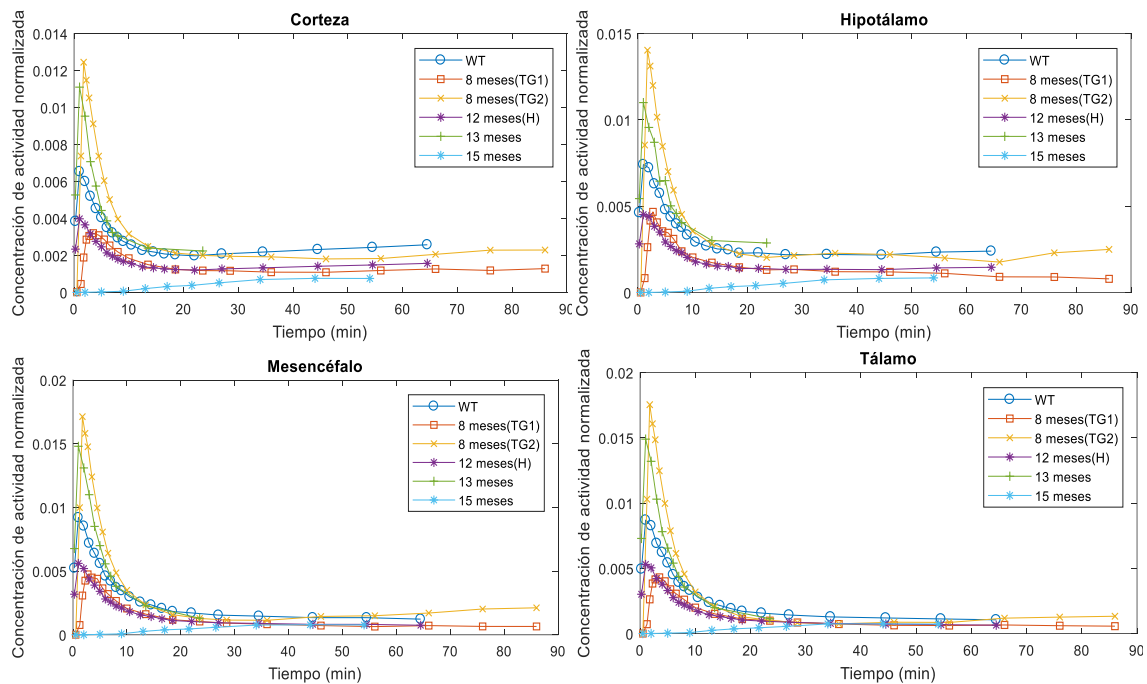 Corteza
Concentración de actividad normalizada
0.014
0.012
0.01
0.008
0.006
0.004
0.002
0
0 10 20 30 40 50 60 70 80 90
Tiempo (min)
WT
8 meses(TG1)
8 meses(TG2)
12 meses(H)
13 meses
15 meses
Hipotálamo
Concentración de actividad normalizada
0.015
0.01
0.005
0
0 10 20 30 40 50 60 70 80 90
Tiempo (min)
WT
8 meses(TG1)
8 meses(TG2)
12 meses(H)
13 meses
15 meses
Mesencéfalo
Concentración de actividad normalizada
0.02
0.015
0.01
0.005
0
0 10 20 30 40 50 60 70 80 90
Tiempo (min)
WT
8 meses(TG1)
8 meses(TG2)
12 meses(H)
13 meses
15 meses
Tálamo
Concentración de actividad normalizada
0.02
0.015
0.01
0.005
0
0 10 20 30 40 50 60 70 80 90
Tiempo (min)
WT
8 meses(TG1)
8 meses(TG2)
12 meses(H)
13 meses
15 meses